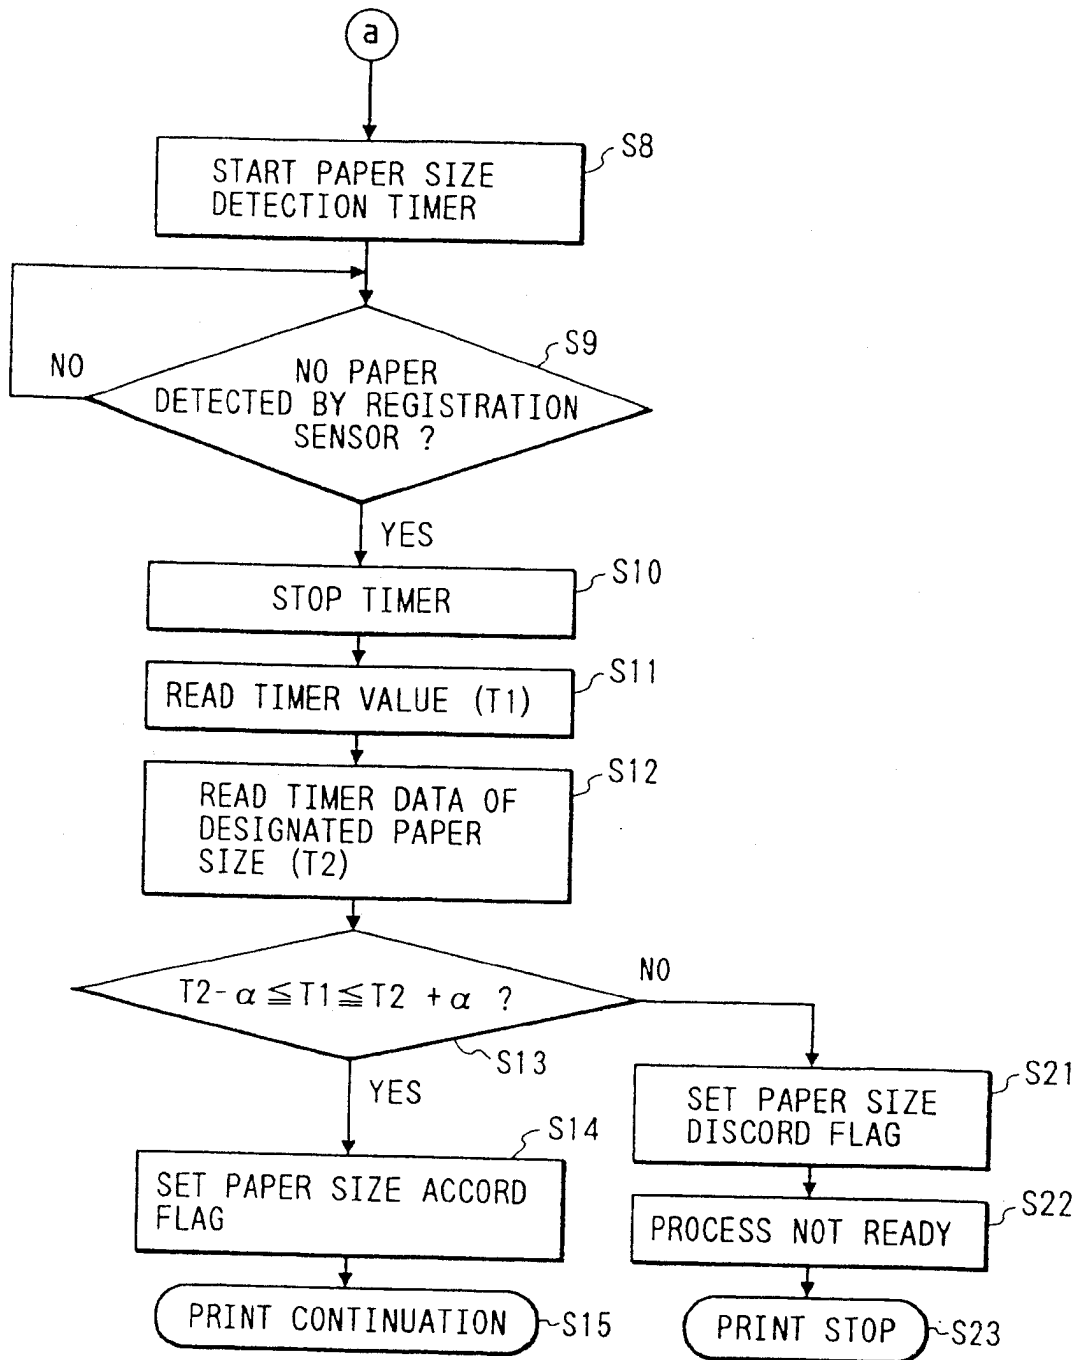 a
S8
START PAPER SIZE
DETECTION TIMER
S9
NO
NO PAPER
DETECTED BY REGISTRATION
SENSOR ?
YES
S10
STOP TIMER
S11
READ TIMER VALUE (T1)
S12
READ TIMER DATA OF
DESIGNATED PAPER
SIZE (T2)
NO
T2-α≦T1≦T2 +α ?
S13
YES
S21
SET PAPER SIZE
DISCORD FLAG
S14
SET PAPER SIZE ACCORD
FLAG
S22
PROCESS NOT READY
PRINT CONTINUATION
S15
PRINT STOP
S23